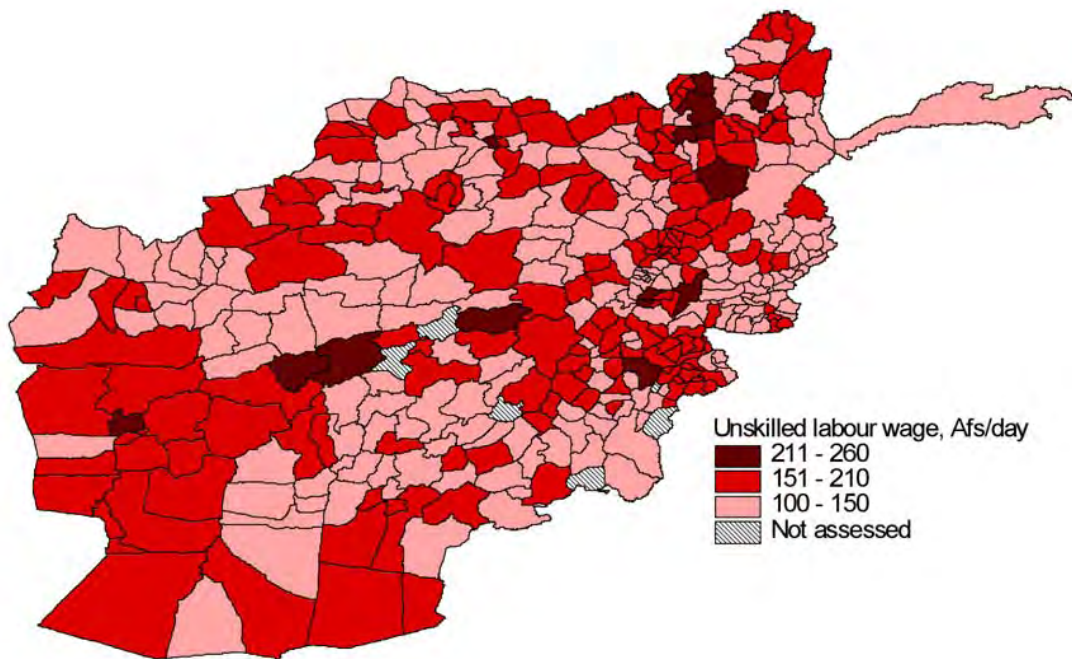 Unskilled labour wage, Afs/day
211 - 260
151 - 210
100 - 150
Not assessed